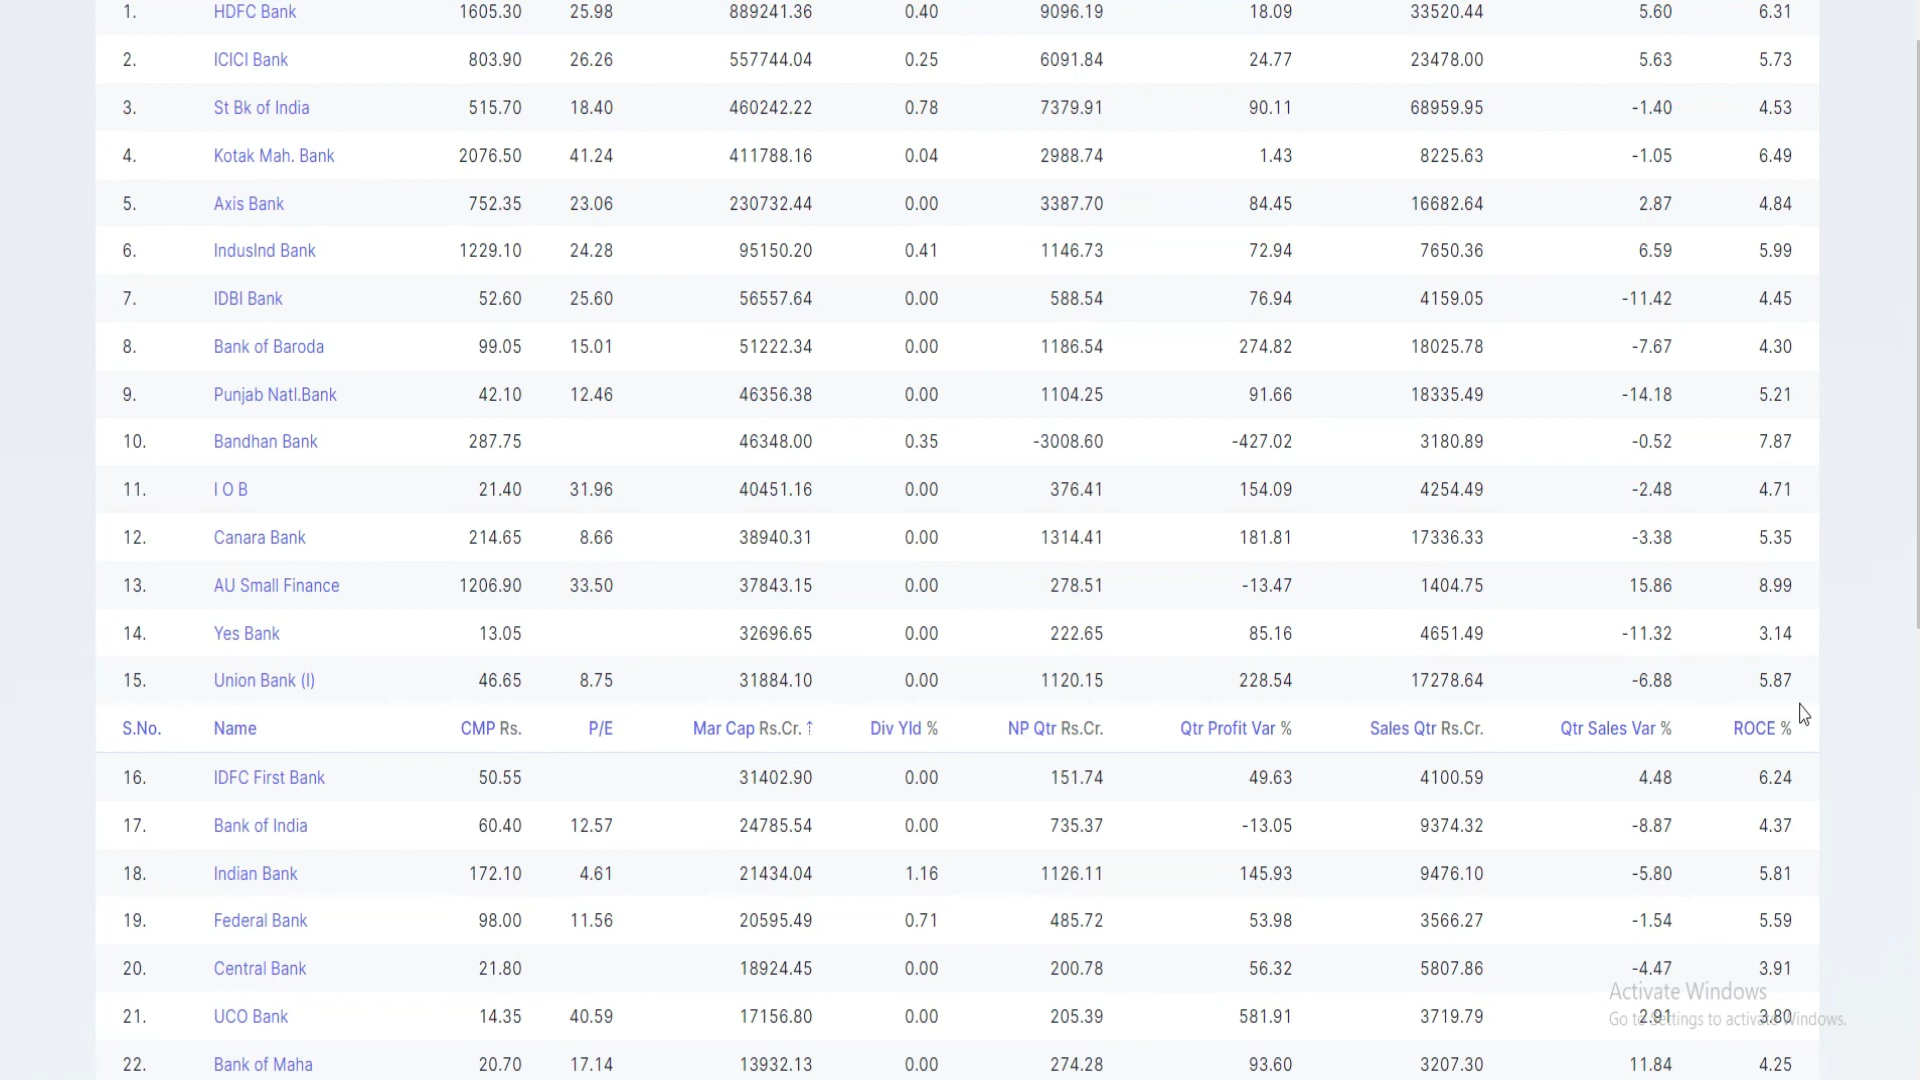 1. HDFC Bank 1605.30 25.98 889241.36 0.40 9096.19 18.09 33520.44 5.60 6.31
2. ICICI Bank 803.90 26.26 557744.04 0.25 6091.84 24.77 23478.00 5.63 5.73
3. St Bk of India 515.70 18.40 460242.22 0.78 7379.91 90.11 68959.95 -1.40 4.53
4. Kotak Mah. Bank 2076.50 41.24 411788.16 0.04 2988.74 1.43 8225.63 -1.05 6.49
5. Axis Bank 752.35 23.06 230732.44 0.00 3387.70 84.45 16682.64 2.87 4.84
6. IndusInd Bank 1229.10 24.28 95150.20 0.41 1146.73 72.94 7650.36 6.59 5.99
7. IDBI Bank 52.60 25.60 56557.64 0.00 588.54 76.94 4159.05 -11.42 4.45
8. Bank of Baroda 99.05 15.01 51222.34 0.00 1186.54 274.82 18025.78 -7.67 4.30
9. Punjab Natl.Bank 42.10 12.46 46356.38 0.00 1104.25 91.66 18335.49 -14.18 5.21
10. Bandhan Bank 287.75 46348.00 0.35 -3008.60 -427.02 3180.89 -0.52 7.87
11. I O B 21.40 31.96 40451.16 0.00 376.41 154.09 4254.49 -2.48 4.71
12. Canara Bank 214.65 8.66 38940.31 0.00 1314.41 181.81 17336.33 -3.38 5.35
13. AU Small Finance 1206.90 33.50 37843.15 0.00 278.51 -13.47 1404.75 15.86 8.99
14. Yes Bank 13.05 32696.65 0.00 222.65 85.16 4651.49 -11.32 3.14
15. Union Bank (I) 46.65 8.75 31884.10 0.00 1120.15 228.54 17278.64 -6.88 5.87
S.No. Name CMP Rs. P/E Mar Cap Rs.Cr. ↑ Div Yld % NP Qtr Rs.Cr. Qtr Profit Var % Sales Qtr Rs.Cr. Qtr Sales Var % ROCE %
16. IDFC First Bank 50.55 31402.90 0.00 151.74 49.63 4100.59 4.48 6.24
17. Bank of India 60.40 12.57 24785.54 0.00 735.37 -13.05 9374.32 -8.87 4.37
18. Indian Bank 172.10 4.61 21434.04 1.16 1126.11 145.93 9476.10 -5.80 5.81
19. Federal Bank 98.00 11.56 20595.49 0.71 485.72 53.98 3566.27 -1.54 5.59
20. Central Bank 21.80 18924.45 0.00 200.78 56.32 5807.86 -4.47 3.91
Activate Windows
21. UCO Bank 14.35 40.59 17156.80 0.00 205.39 581.91 3719.79 2.91 3.80
Go to Settings to activate Windows.
22. Bank of Maha 20.70 17.14 13932.13 0.00 274.28 93.60 3207.30 11.84 4.25